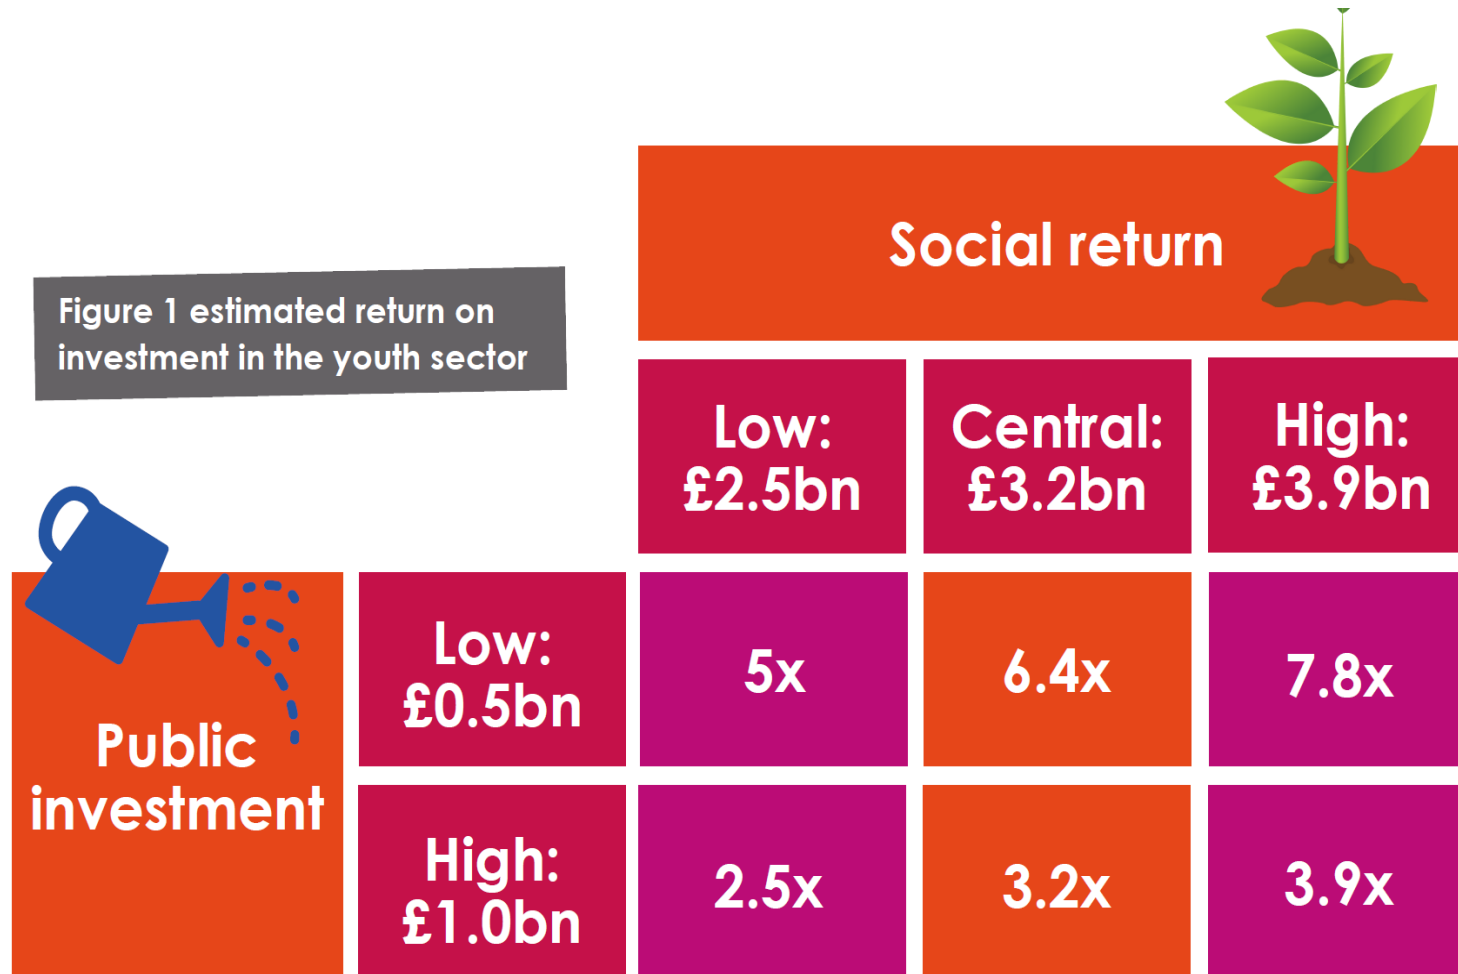 Social return
Figure 1 estimated return on
investment in the youth sector
Low:
£2.5bn
Central:
£3.2bn
High:
£3.9bn
Public
investment
Low:
£0.5bn
5x
6.4x
7.8x
High:
£1.0bn
2.5x
3.2x
3.9x